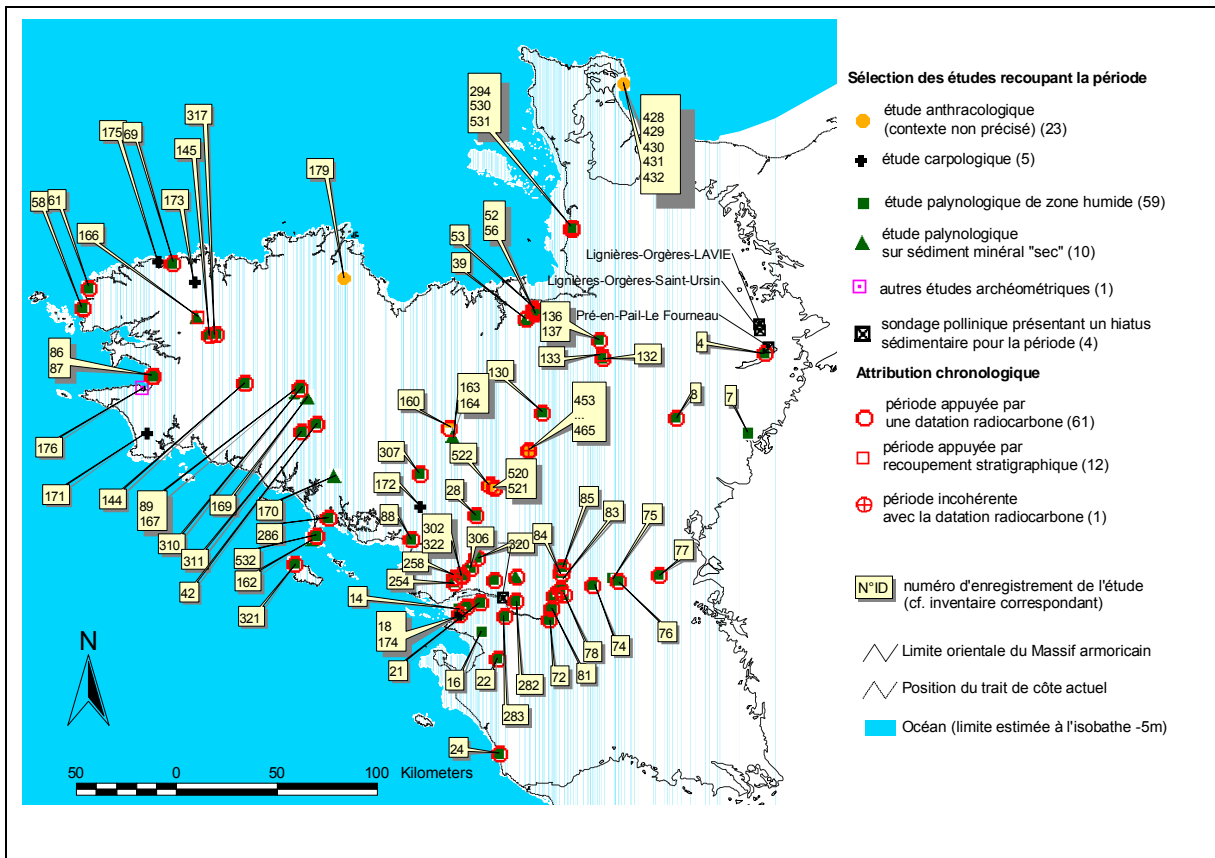 294
530
531
317
175
69
145
179
428
429
430
431
432
58
61
173
166
52
56
53
39
Lignières-Orgères-LAVIE
Lignières-Orgères-Saint-Ursin
Pré-en-Pail-Le Fourneau
136
137
133
132
4
86
87
130
163
164
160
453
...
465
8
7
176
307
522
520
521
171
144
89
167
169
170
172
28
85
83
75
310
311
286
88
302
322
306
320
84
77
42
532
162
258
254
321
14
18
174
21
16
22
282
283
72
81
78
74
76
24
N
50 0 50 100 Kilometers
Sélection des études recoupant la période
étude anthracologique
(contexte non précisé) (23)
étude carpologique (5)
étude palynologique de zone humide (59)
étude palynologique
sur sédiment minéral "sec" (10)
autres études archéométriques (1)
sondage pollinique présentant un hiatus
sédimentaire pour la période (4)
Attribution chronologique
période appuyée par
une datation radiocarbone (61)
période appuyée par
recoupement stratigraphique (12)
période incohérente
avec la datation radiocarbone (1)
N°ID
numéro d'enregistrement de l'étude
(cf. inventaire correspondant)
Limite orientale du Massif armoricain
Position du trait de côte actuel
Océan (limite estimée à l'isobathe -5m)